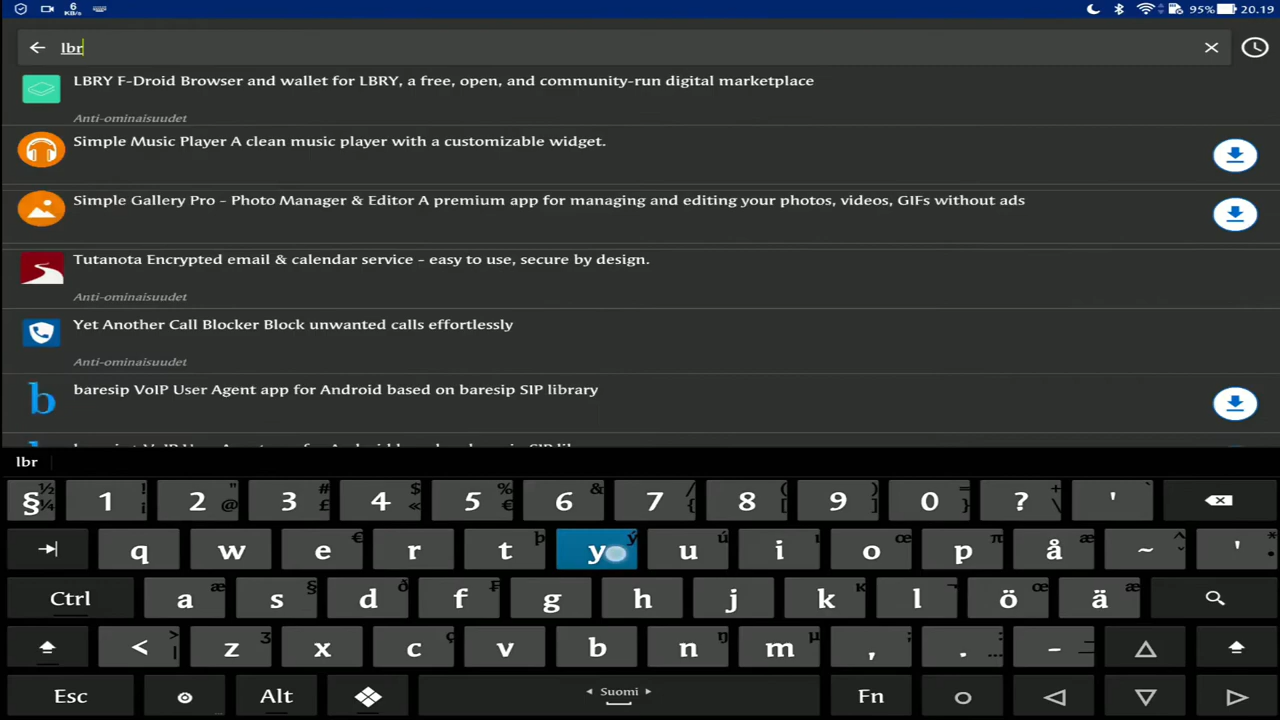 6 KB/s 95% 20.19
lbr
LBRY F-Droid Browser and wallet for LBRY, a free, open, and community-run digital marketplace
Anti-ominaisuudet
Simple Music Player A clean music player with a customizable widget.
Simple Gallery Pro - Photo Manager & Editor A premium app for managing and editing your photos, videos, GIFs without ads
Tutanota Encrypted email & calendar service - easy to use, secure by design.
Anti-ominaisuudet
Yet Another Call Blocker Block unwanted calls effortlessly
Anti-ominaisuudet
b baresip VoIP User Agent app for Android based on baresip SIP library
lbr
§ ½ ¼ 1 ! ¡ 2 " @ 3 # £ 4 $ « 5 % € 6 & 7 / { 8 ( [ 9 ) ] 0 = } ? + \ ' `
q w e € r t þ y ý u ú i ı o œ p π å æ ~ ^ ˇ ' *
Ctrl a æ s § d ð f ₣ g h j k ĸ l ¬ ö œ ä æ
< > | z ʒ x c ç v b n ŋ m µ , ; . : … - _
Esc Alt Suomi Fn